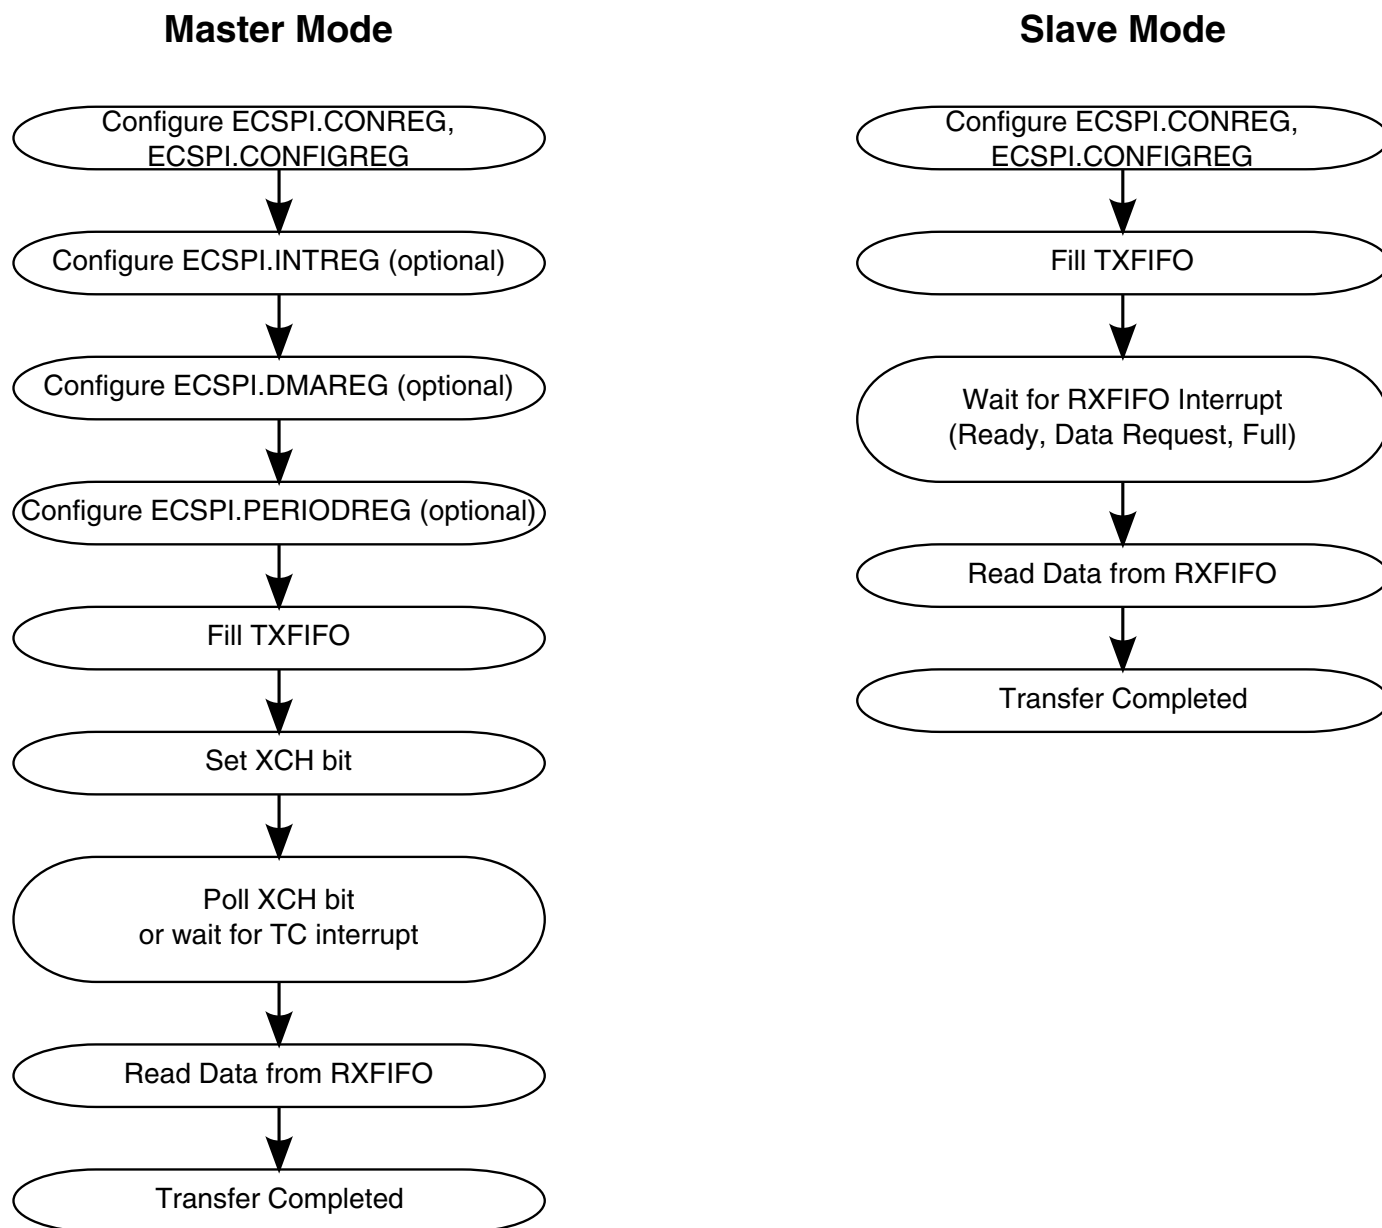 Master Mode
Configure ECSPI.CONREG,
ECSPI.CONFIGREG
Configure ECSPI.INTREG (optional)
Configure ECSPI.DMAREG (optional)
Configure ECSPI.PERIODREG (optional)
Fill TXFIFO
Set XCH bit
Poll XCH bit
or wait for TC interrupt
Read Data from RXFIFO
Transfer Completed
Slave Mode
Configure ECSPI.CONREG,
ECSPI.CONFIGREG
Fill TXFIFO
Wait for RXFIFO Interrupt
(Ready, Data Request, Full)
Read Data from RXFIFO
Transfer Completed